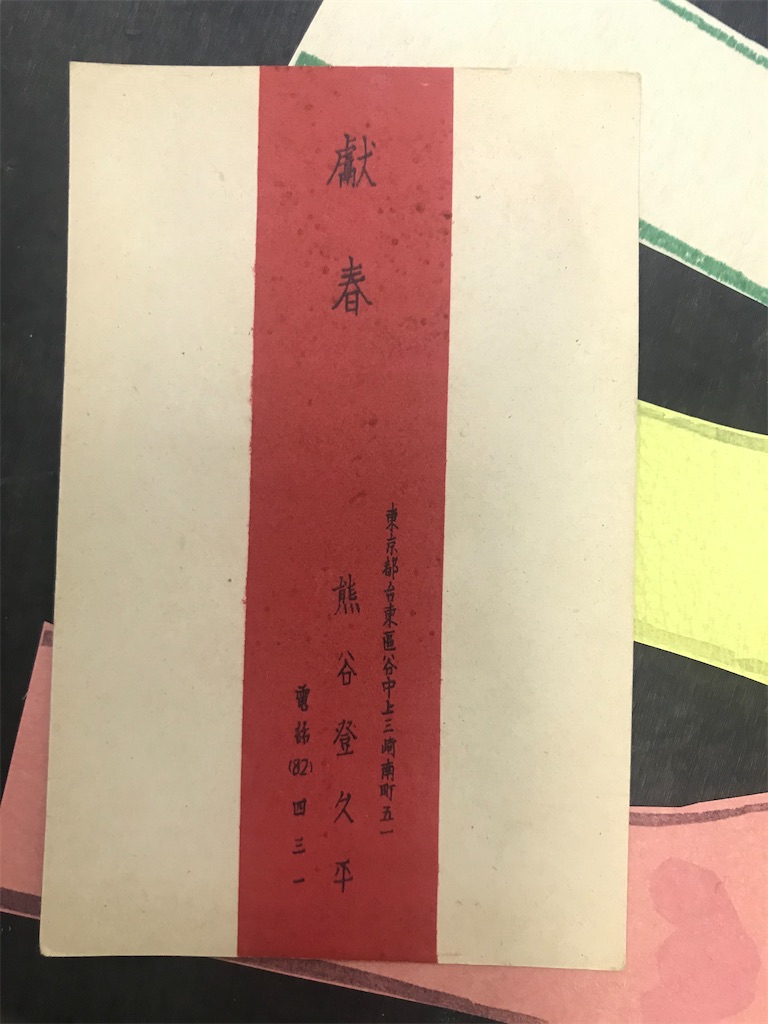 獻春
東京都台東區谷中上三崎南町五一
熊谷登久平
電話(82)四三一